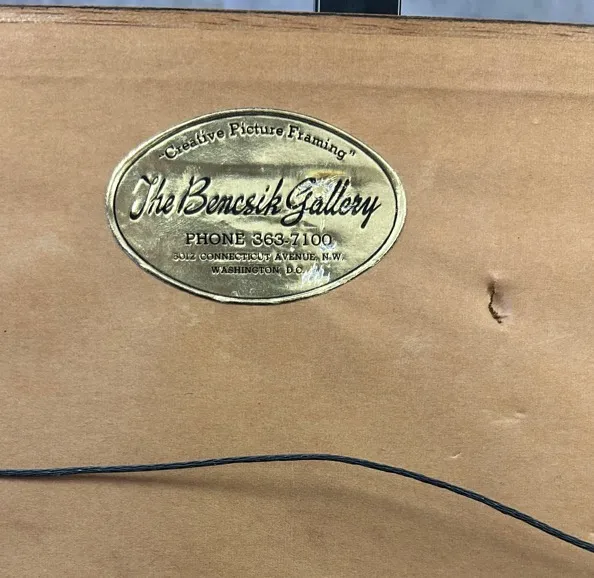 "Creative Picture Framing"
The Bencsik Gallery
PHONE 363-7100
3012 CONNECTICUT AVENUE, N.W.
WASHINGTON, D.C.